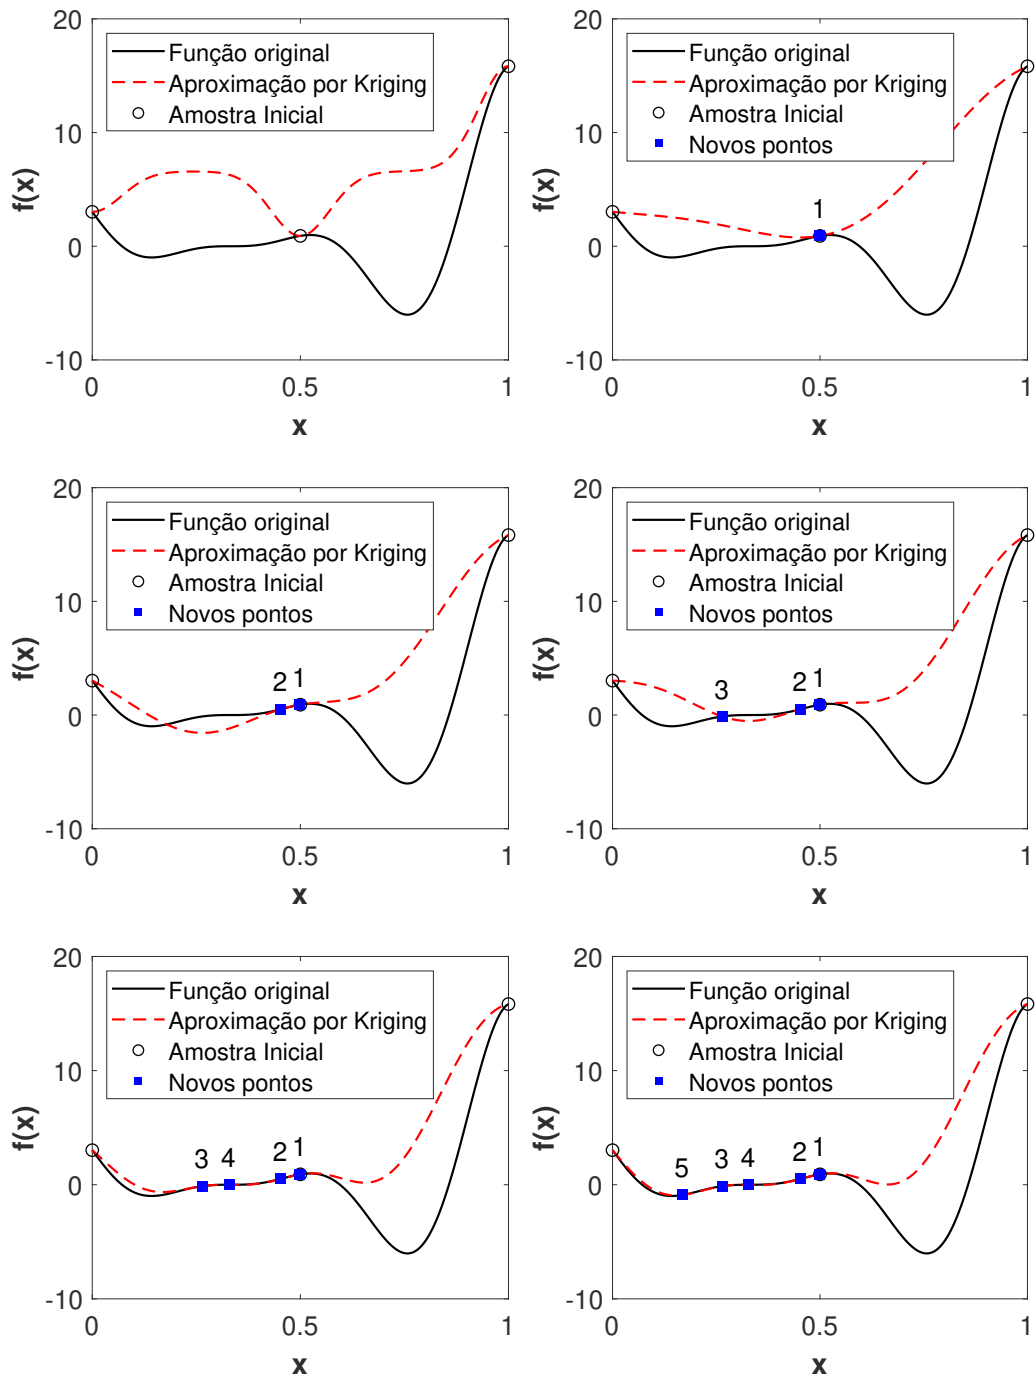 20
10
0
-10
f(x)
Função original
Aproximação por Kriging
Amostra Inicial
0
0.5
1
x
20
10
0
-10
f(x)
Função original
Aproximação por Kriging
Amostra Inicial
Novos pontos
1
0
0.5
1
x
20
10
0
-10
f(x)
Função original
Aproximação por Kriging
Amostra Inicial
Novos pontos
2 1
0
0.5
1
x
20
10
0
-10
f(x)
Função original
Aproximação por Kriging
Amostra Inicial
Novos pontos
3 2 1
0
0.5
1
x
20
10
0
-10
f(x)
Função original
Aproximação por Kriging
Amostra Inicial
Novos pontos
3 4 2 1
0
0.5
1
x
20
10
0
-10
f(x)
Função original
Aproximação por Kriging
Amostra Inicial
Novos pontos
5 3 4 2 1
0
0.5
1
x